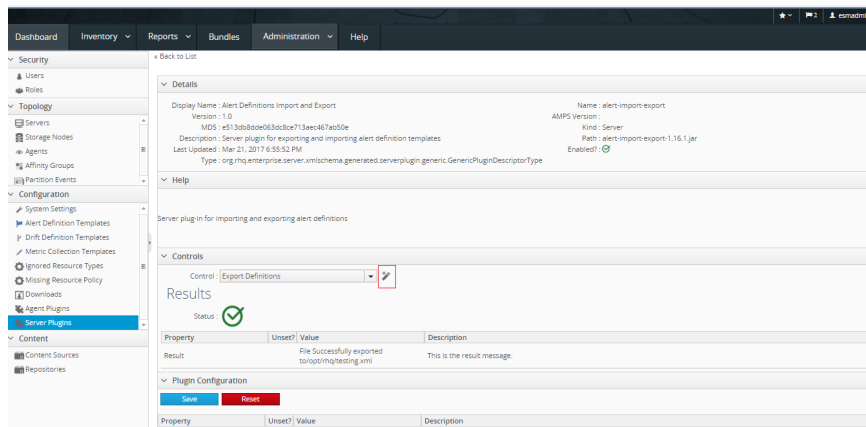 2 esmadmi
Dashboard Inventory Reports Bundles Administration Help
Security
Users
Roles
Topology
Servers
Storage Nodes
Agents
Affinity Groups
Partition Events
Configuration
System Settings
Alert Definition Templates
Drift Definition Templates
Metric Collection Templates
Ignored Resource Types
Missing Resource Policy
Downloads
Agent Plugins
Server Plugins
Content
Content Sources
Repositories
« Back to List
Details
Display Name : Alert Definitions Import and Export Name : alert-import-export
Version : 1.0 AMPS Version :
MD5 : e513db8dde063dc8ce713aec467ab50e Kind : Server
Description : Server plugin for exporting and importing alert definition templates Path : alert-import-export-1.16.1.jar
Last Updated : Mar 21, 2017 6:55:52 PM Enabled? :
Type : org.rhq.enterprise.server.xmlschema.generated.serverplugin.generic.GenericPluginDescriptorType
Help
Server plug-in for importing and exporting alert definitions
Controls
Control : Export Definitions
Results
Status :
Property Unset? Value Description
Result File Successfully exported to/opt/rhq/testing.xml This is the result message.
Plugin Configuration
Save Reset
Property Unset? Value Description